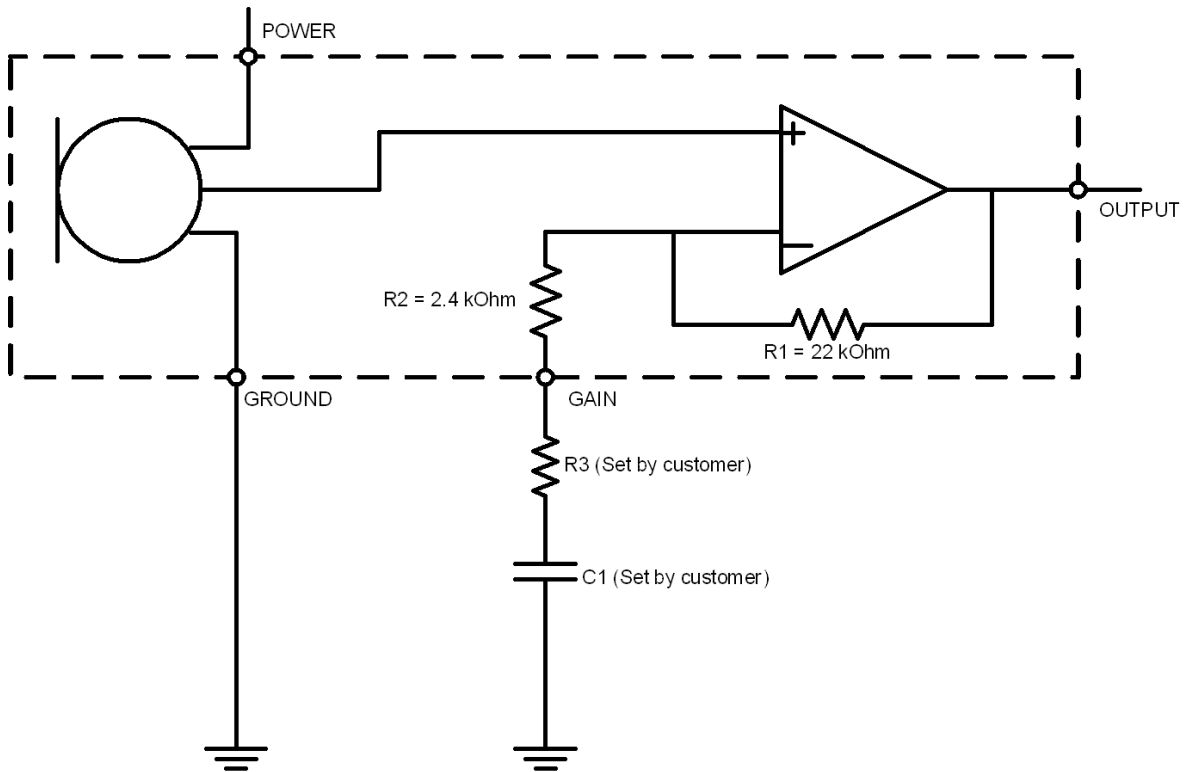 POWER
+
OUTPUT
−
R2 = 2.4 kOhm
R1 = 22 kOhm
GROUND
GAIN
R3 (Set by customer)
C1 (Set by customer)